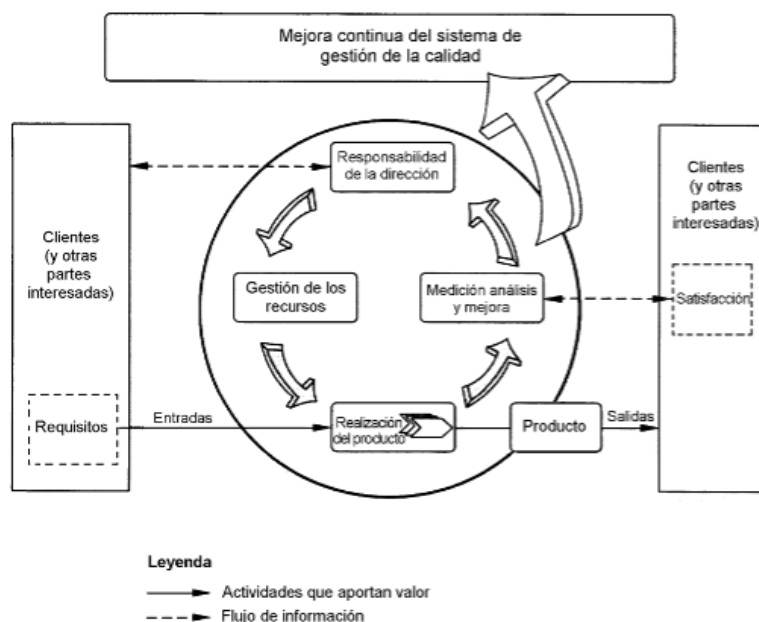 Mejora continua del sistema de
gestión de la calidad
Responsabilidad
de la dirección
Clientes
(y otras
partes
interesadas)
Gestión de los
recursos
Medición análisis
y mejora
Clientes
(y otras
partes
interesadas)
Satisfacción
Requisitos
Entradas
Realización
del producto
Producto
Salidas
Leyenda
Actividades que aportan valor
Flujo de información